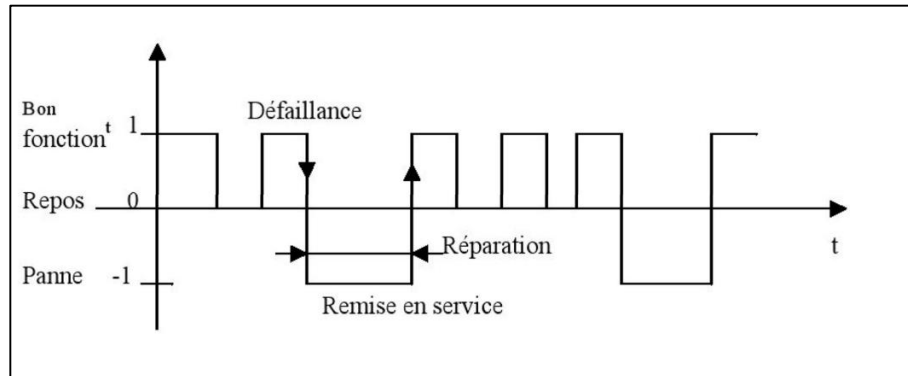 Bon
fonctionᵗ 1
Défaillance
Repos 0
t
Réparation
Panne -1
Remise en service